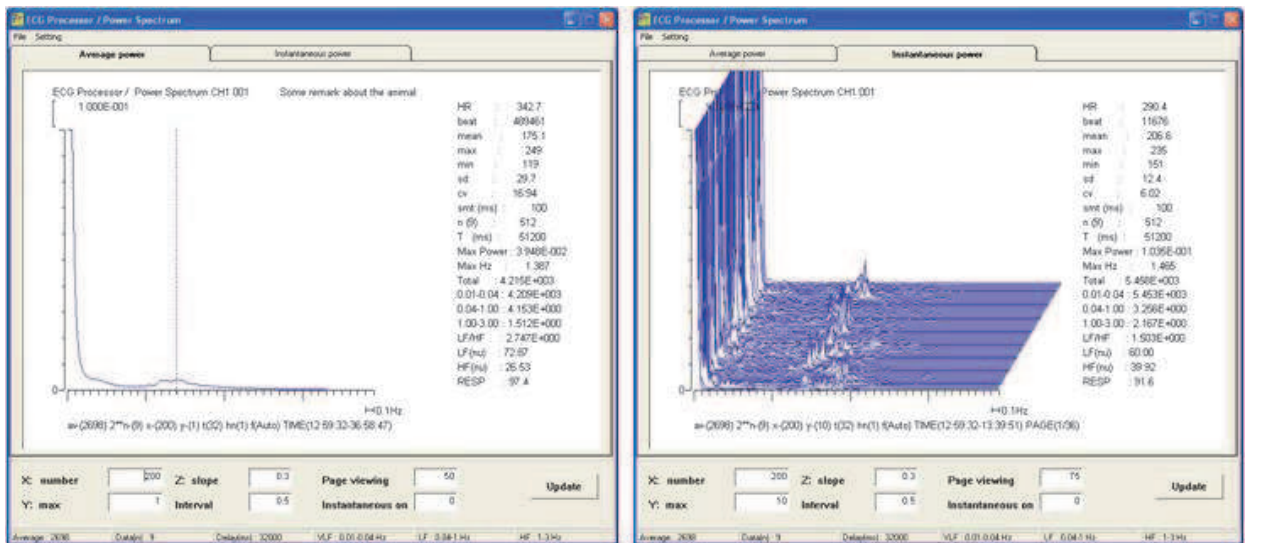 ECG Processor / Power Spectrum
File Setting
Average power Instantaneous power
ECG Processor / Power Spectrum CH1 001 Some remark about the animal
1.000E-001
HR : 342.7
beat : 489461
mean : 175.1
max : 249
min : 119
sd : 29.7
cv : 16.94
smt (ms) : 100
n (9) : 512
T (ms) : 51200
Max Power : 3.948E-002
Max Hz : 1.387
Total : 4.215E+003
0.01-0.04 : 4.209E+003
0.04-1.00 : 4.153E+000
1.00-3.00 : 1.512E+000
LF/HF : 2.747E+000
LF(nu) : 72.67
HF(nu) : 26.53
RESP : 97.4
0
0.1Hz
av-(2698) 2**n-(9) x-(200) y-(1) t(32) hn(1) f(Auto) TIME(12:59:32-36:58:47)
X: number 200 Z: slope 0.3 Page viewing 50
Y: max 1 Interval 0.5 Instantaneous on 0
Update
Average: 2698 Data(n): 9 Delay(ms): 32000 VLF: 0.01-0.04 Hz LF: 0.04-1 Hz HF: 1-3 Hz
ECG Processor / Power Spectrum
File Setting
Average power Instantaneous power
Power Spectrum CH1 001
HR : 290.4
beat : 11676
mean : 206.6
max : 235
min : 151
sd : 12.4
cv : 6.02
smt (ms) : 100
n (9) : 512
T (ms) : 51200
Max Power : 1.035E-001
Max Hz : 1.465
Total : 5.458E+003
0.01-0.04 : 5.453E+003
0.04-1.00 : 3.256E+000
1.00-3.00 : 2.167E+000
LF/HF : 1.503E+000
LF(nu) : 60.00
HF(nu) : 39.92
RESP : 91.6
0
0.1Hz
av-(2698) 2**n-(9) x-(200) y-(10) t(32) hn(1) f(Auto) TIME(12:59:32-13:39:51) PAGE(1/36)
X: number 200 Z: slope 0.3 Page viewing 75
Y: max 10 Interval 0.5 Instantaneous on 0
Update
Average: 2698 Data(n): 9 Delay(ms): 32000 VLF: 0.01-0.04 Hz LF: 0.04-1 Hz HF: 1-3 Hz